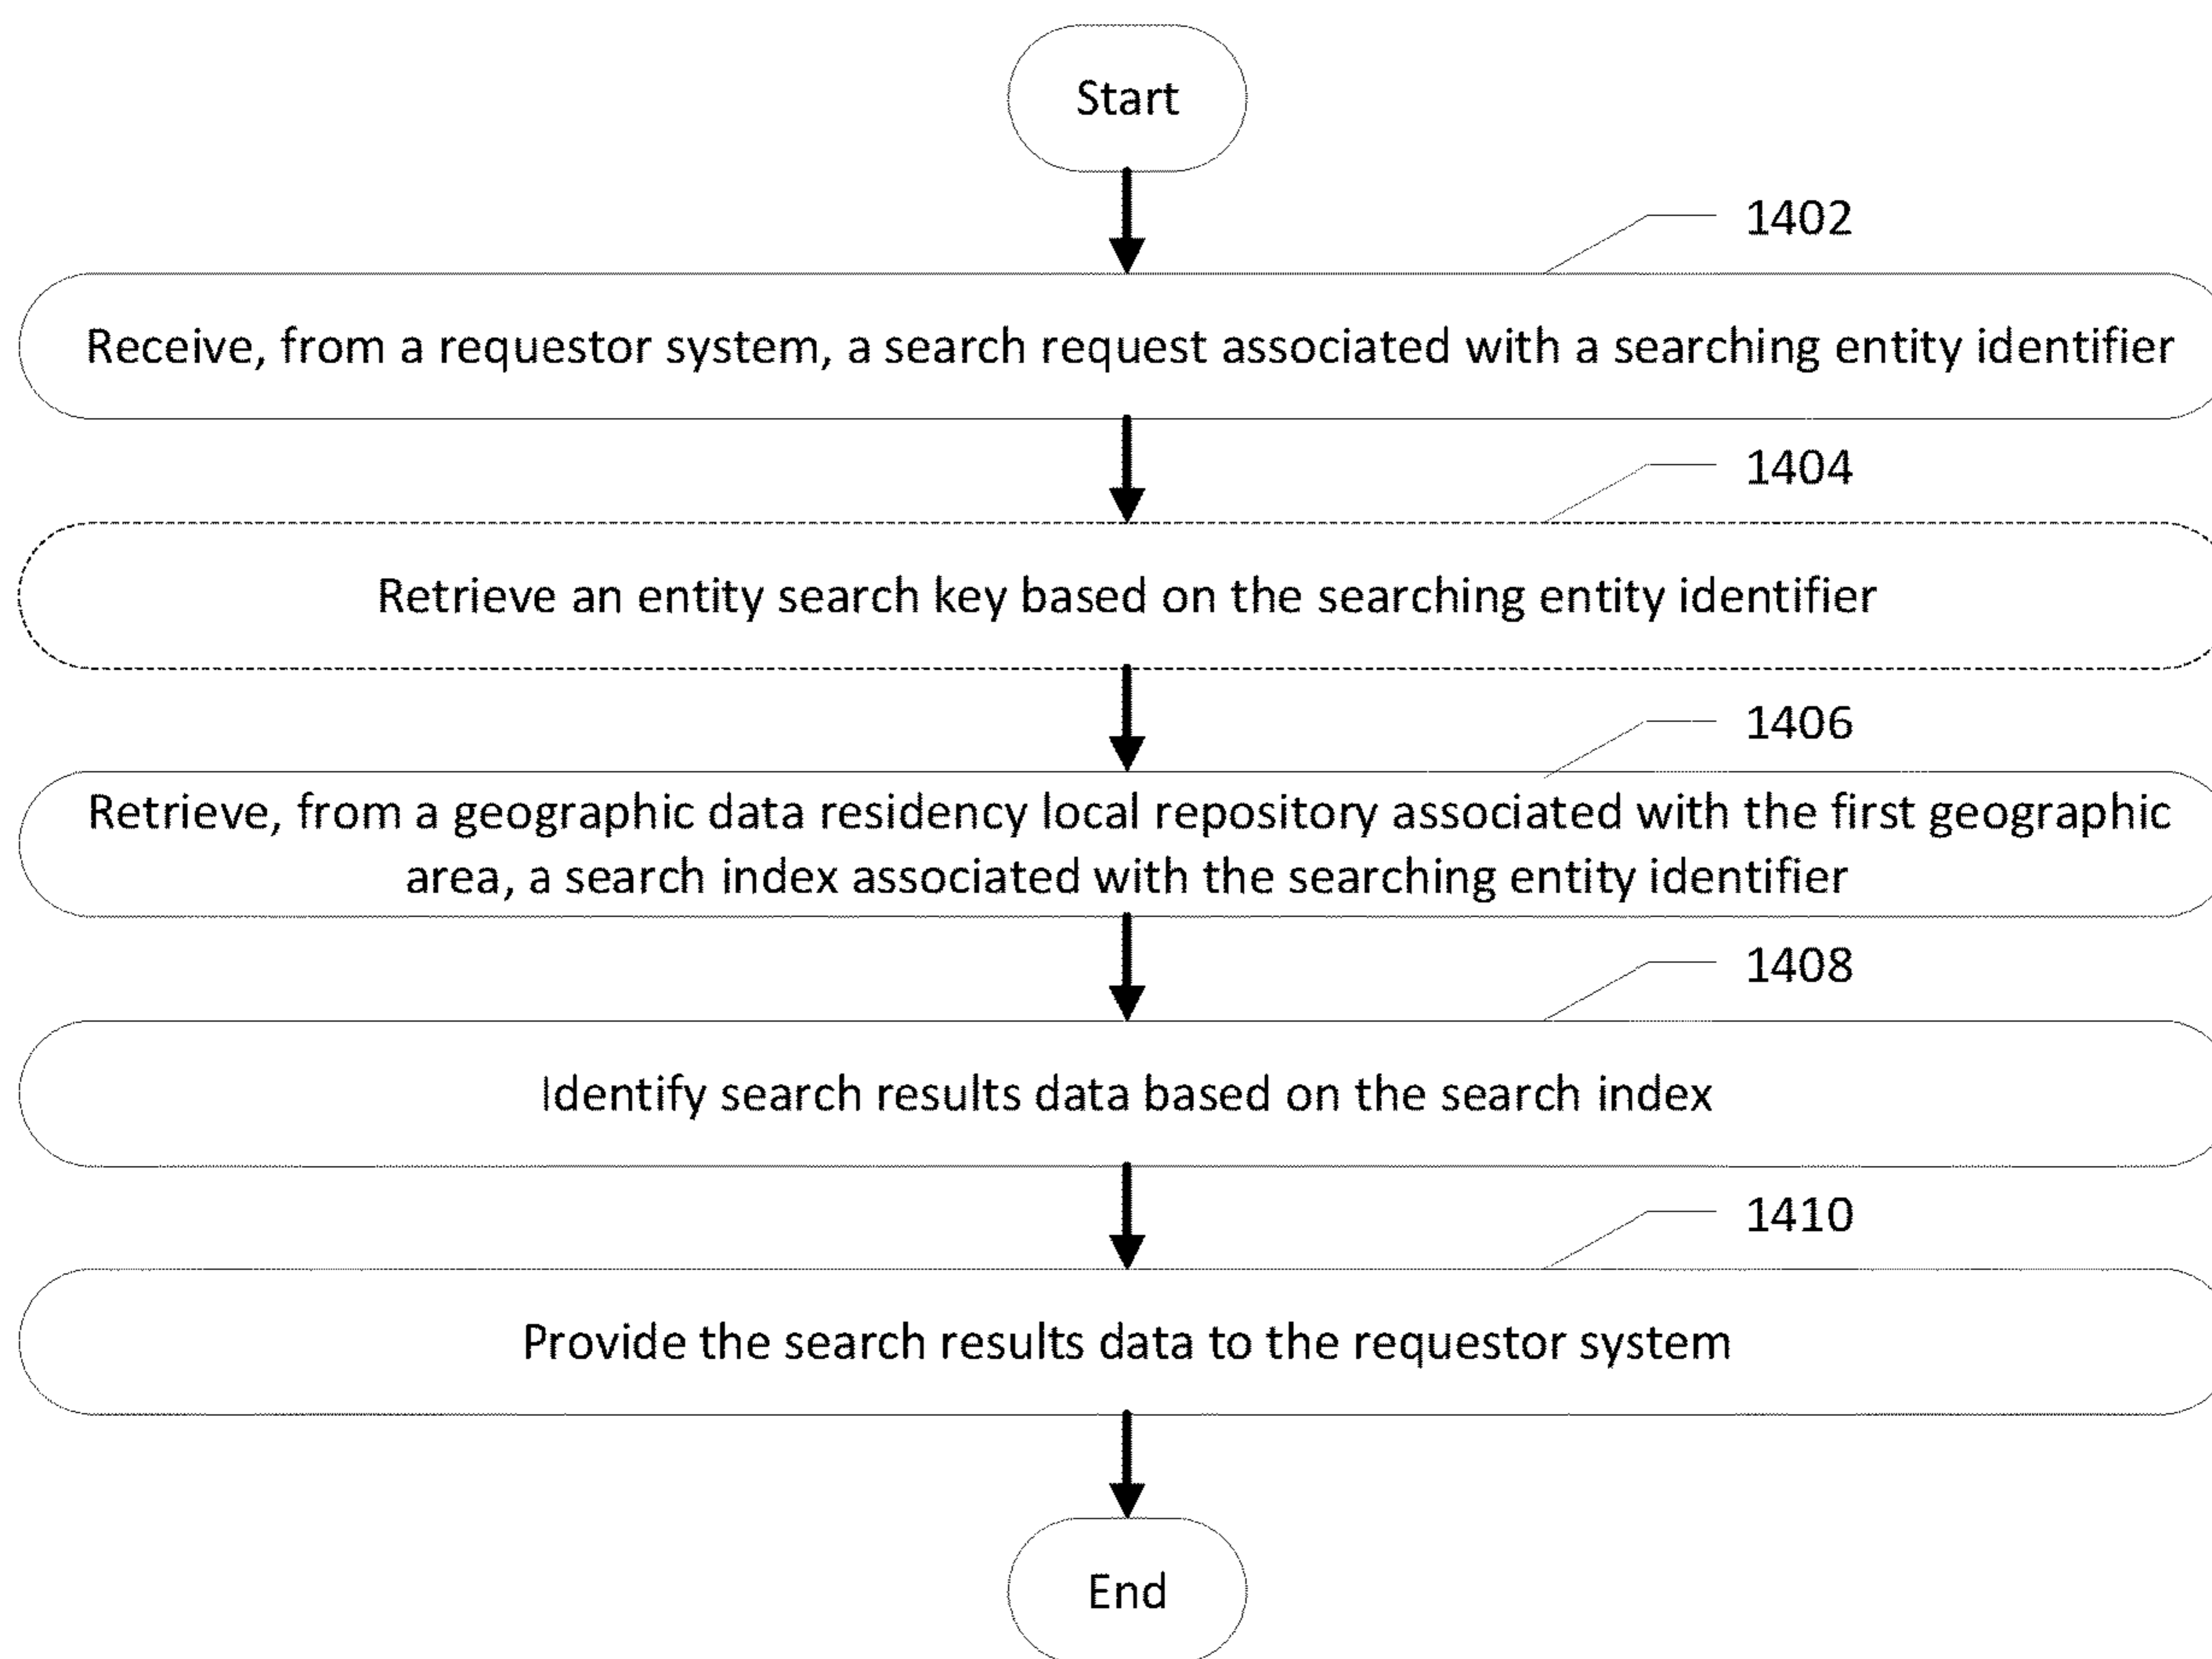 Start
1402
Receive, from a requestor system, a search request associated with a searching entity identifier
1404
Retrieve an entity search key based on the searching entity identifier
1406
Retrieve, from a geographic data residency local repository associated with the first geographic
area, a search index associated with the searching entity identifier
1408
Identify search results data based on the search index
1410
Provide the search results data to the requestor system
End